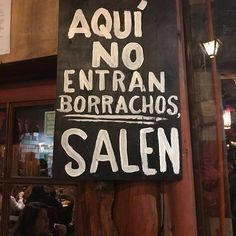 AQUÍ
NO
ENTRAN
BORRACHOS,
SALEN